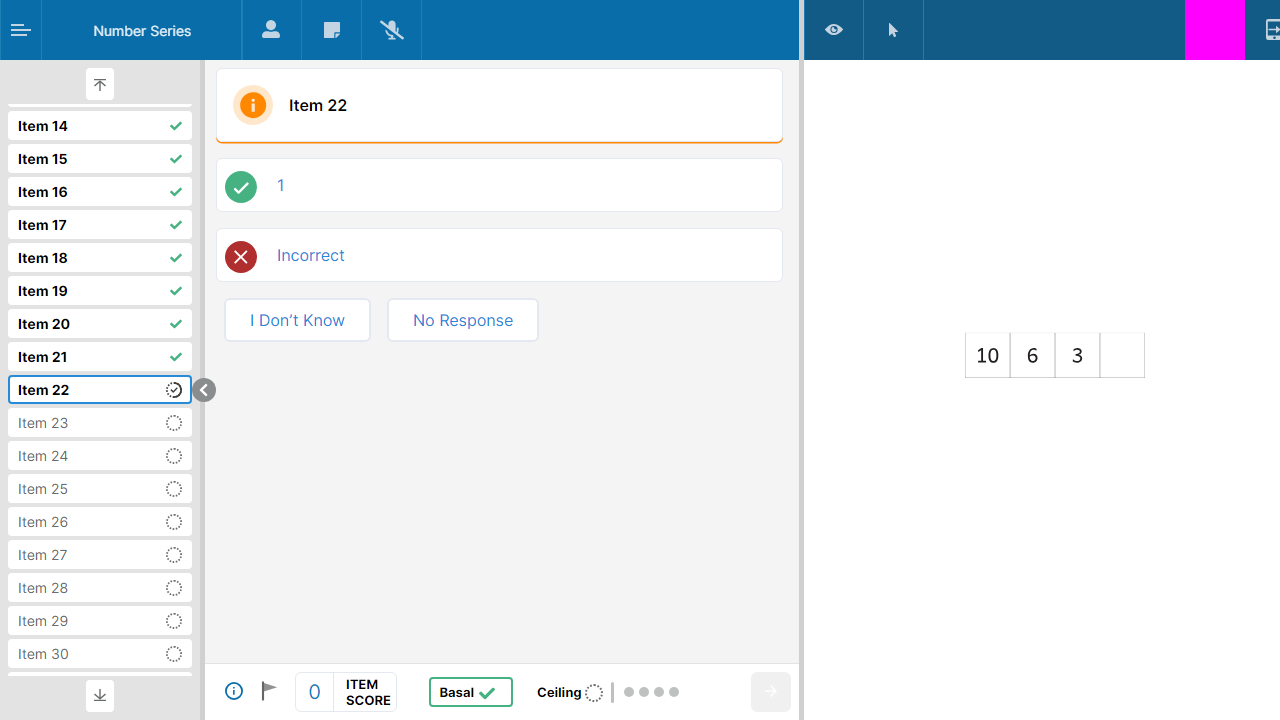 Number Series
Item 14
Item 15
Item 16
Item 17
Item 18
Item 19
Item 20
Item 21
Item 22
Item 23
Item 24
Item 25
Item 26
Item 27
Item 28
Item 29
Item 30
Item 22
1
Incorrect
I Don’t Know
No Response
0
ITEM
SCORE
Basal
Ceiling
10 6 3